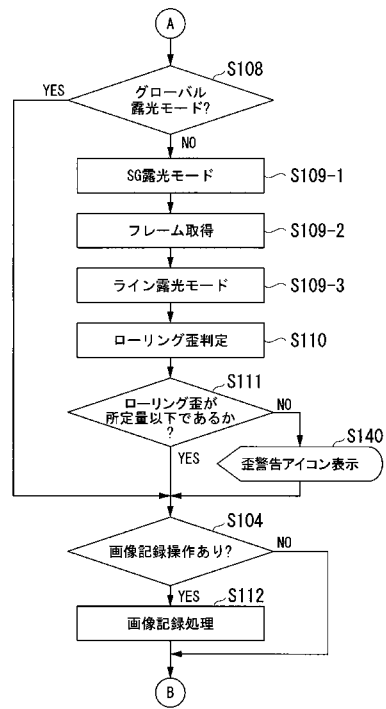 A
S108
YES
グローバル
露光モード?
NO
SG露光モード
S109-1
フレーム取得
S109-2
ライン露光モード
S109-3
ローリング歪判定
S110
S111
ローリング歪が
所定量以下であるか
?
NO
YES
S140
歪警告アイコン表示
S104
画像記録操作あり?
NO
YES
S112
画像記録処理
B